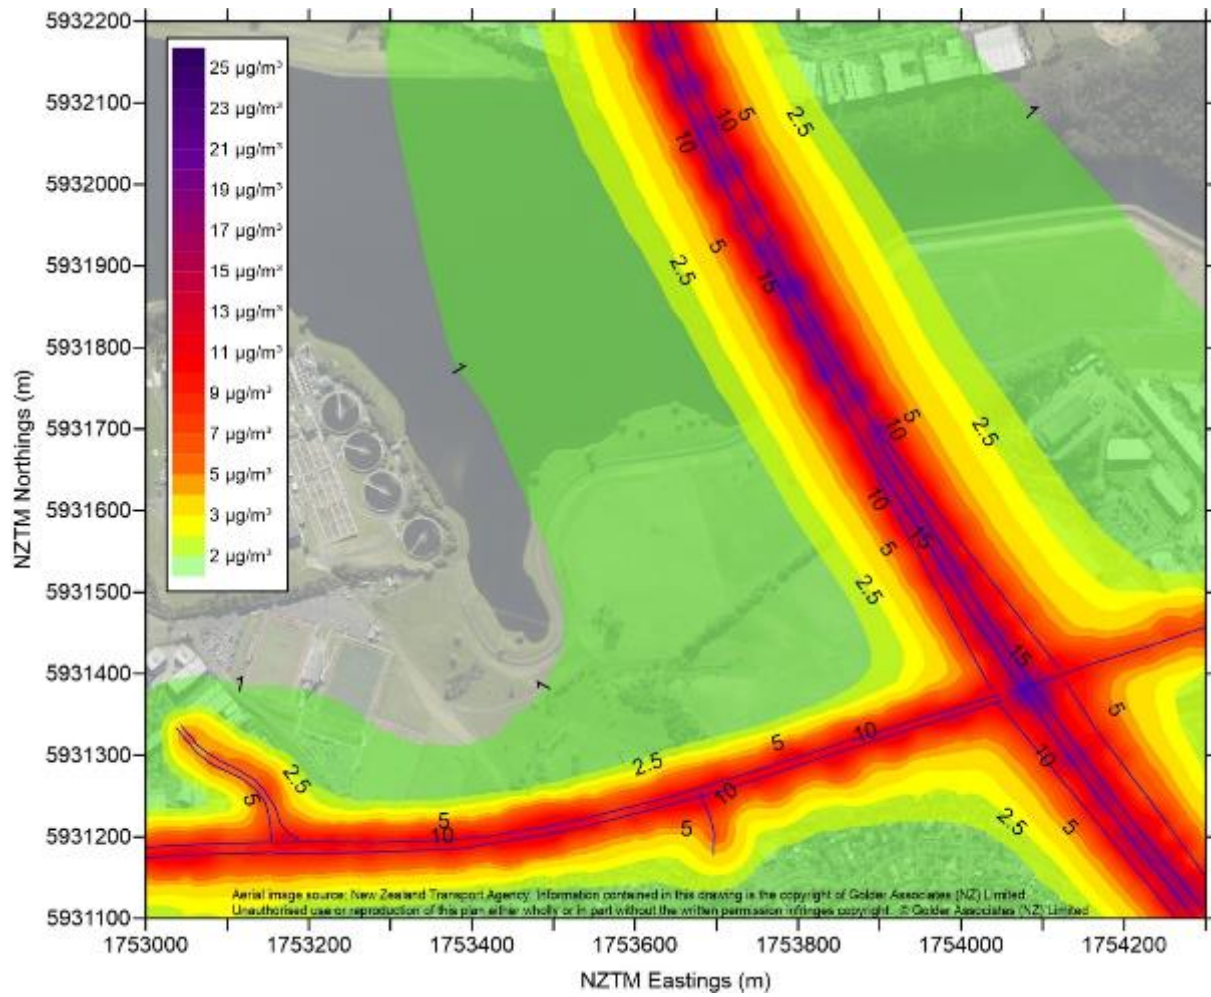 5932200
5932100
5932000
5931900
5931800
5931700
5931600
5931500
5931400
5931300
5931200
5931100
NZTM Northings (m)
25 µg/m³
23 µg/m³
21 µg/m³
19 µg/m³
17 µg/m³
15 µg/m³
13 µg/m³
11 µg/m³
9 µg/m³
7 µg/m³
5 µg/m³
3 µg/m³
2 µg/m³
10
5
2.5
1
10
5
2.5
15
1
5
10
2.5
10
15
5
2.5
15
1
1
5
10
5
2.5
10
2.5
5
5
10
10
5
2.5
5
Aerial image source: New Zealand Transport Agency. Information contained in this drawing is the copyright of Golder Associates (NZ) Limited.
Unauthorised use or reproduction of this plan either wholly or in part without the written permission infringes copyright. © Golder Associates (NZ) Limited
1753000 1753200 1753400 1753600 1753800 1754000 1754200
NZTM Eastings (m)